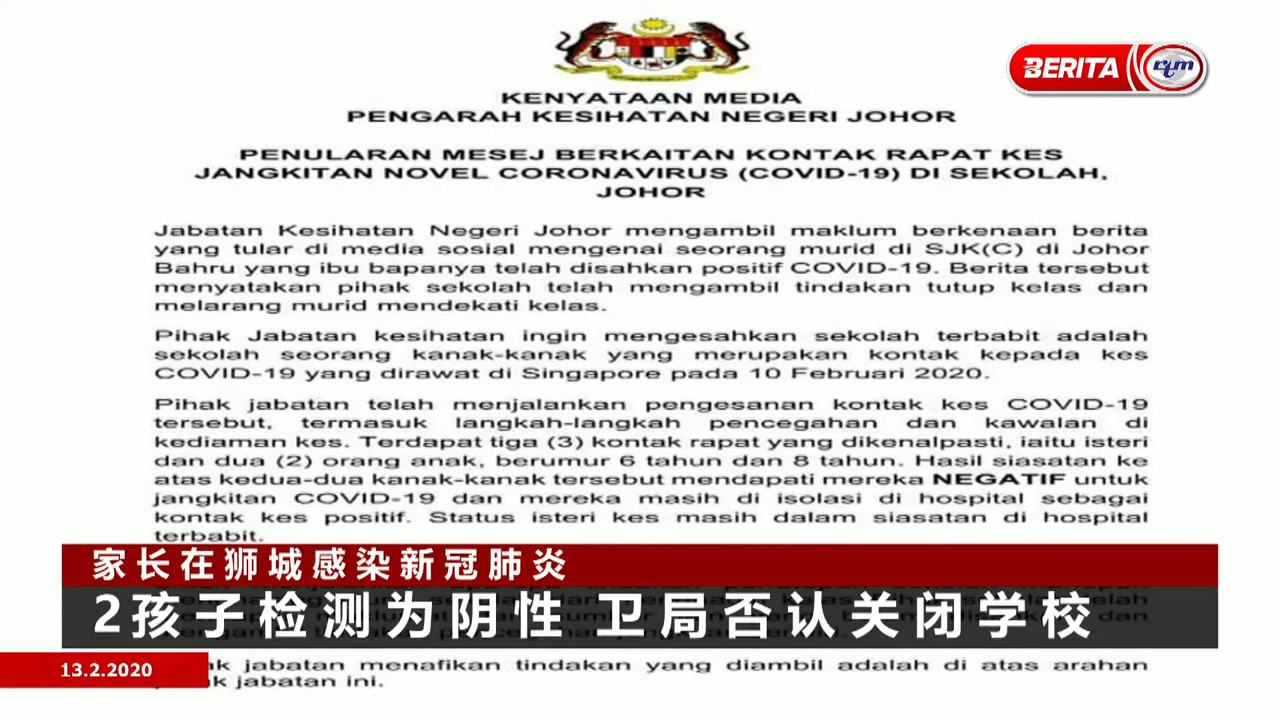 BERITA rtm
KENYATAAN MEDIA
PENGARAH KESIHATAN NEGERI JOHOR
PENULARAN MESEJ BERKAITAN KONTAK RAPAT KES
JANGKITAN NOVEL CORONAVIRUS (COVID-19) DI SEKOLAH,
JOHOR
Jabatan Kesihatan Negeri Johor mengambil maklum berkenaan berita
yang tular di media sosial mengenai seorang murid di SJK(C) di Johor
Bahru yang ibu bapanya telah disahkan positif COVID-19. Berita tersebut
menyatakan pihak sekolah telah mengambil tindakan tutup kelas dan
melarang murid mendekati kelas.
Pihak Jabatan kesihatan ingin mengesahkan sekolah terbabit adalah
sekolah seorang kanak-kanak yang merupakan kontak kepada kes
COVID-19 yang dirawat di Singapore pada 10 Februari 2020.
Pihak jabatan telah menjalankan pengesanan kontak kes COVID-19
tersebut, termasuk langkah-langkah pencegahan dan kawalan di
kediaman kes. Terdapat tiga (3) kontak rapat yang dikenalpasti, iaitu isteri
dan dua (2) orang anak, berumur 6 tahun dan 8 tahun. Hasil siasatan ke
atas kedua-dua kanak-kanak tersebut mendapati mereka NEGATIF untuk
jangkitan COVID-19 dan mereka masih di isolasi di hospital sebagai
kontak kes positif. Status isteri kes masih dalam siasatan di hospital
terbabit.
家长在狮城感染新冠肺炎
2孩子检测为阴性 卫局否认关闭学校
13.2.2020
jabatan menafikan tindakan yang diambil adalah di atas arahan
jabatan ini.